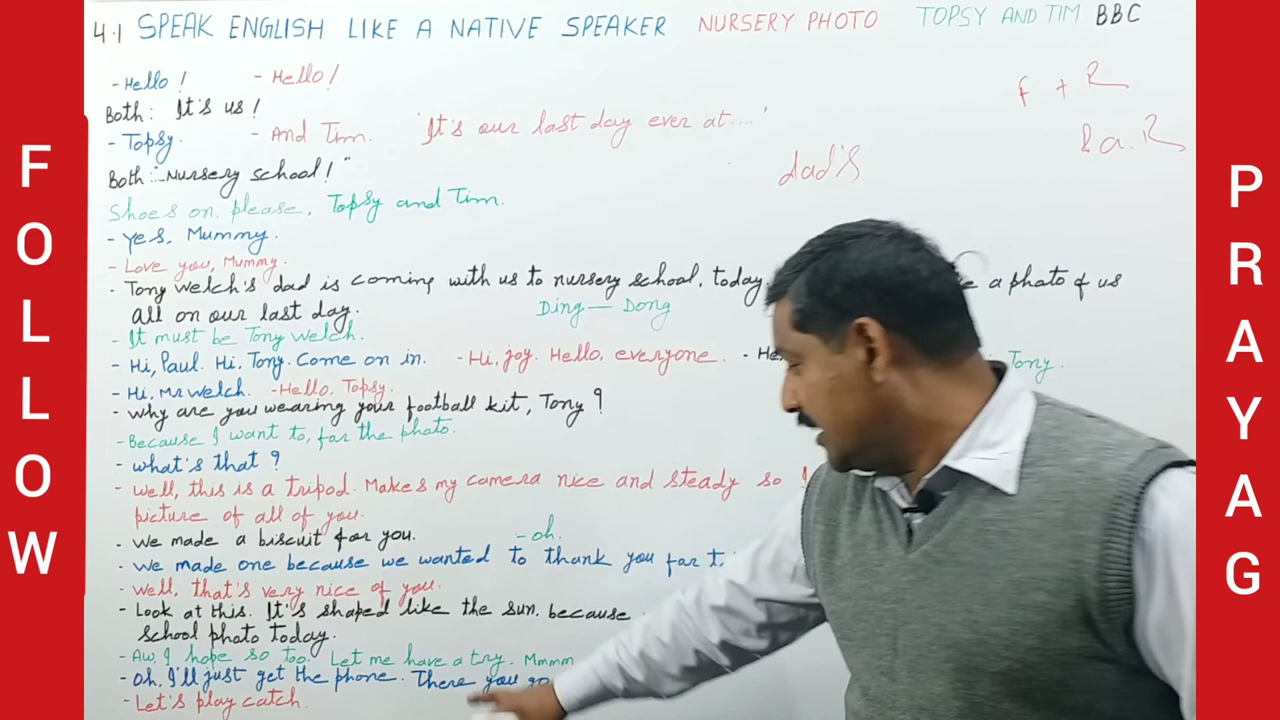 4.1 SPEAK ENGLISH LIKE A NATIVE SPEAKER NURSERY PHOTO TOPSY AND TIM BBC
- Hello! - Hello!
Both: It's us!
- Topsy. - And Tim. 'It's our last day ever at....'
Both: "..Nursery school!"
Shoes on, please, Topsy and Tim.
- Yes, Mummy.
- Love you, Mummy.
- Tony Welch's dad is coming with us to nursery school, today. a photo of us
all on our last day. Ding — Dong
- It must be Tony Welch.
- Hi, Paul. Hi, Tony. Come on in. - Hi, joy. Hello, everyone. - Tony.
- Hi, Mr Welch. - Hello, Topsy.
- Why are you wearing your football kit, Tony?
- Because I want to, for the photo.
- What's that?
- Well, this is a tripod. Makes my camera nice and steady so I
picture of all of you.
- We made a biscuit for you. - oh.
- We made one because we wanted to thank you for
- Well, that's very nice of you.
- Look at this. It's shaped like the sun, because
school photo today.
- Aw, I hope so too. Let me have a try. Mmmm
- Oh, I'll just get the phone. There you go
- Let's play catch.
f + R
R
dad's
FOLLOW
PRAYAG